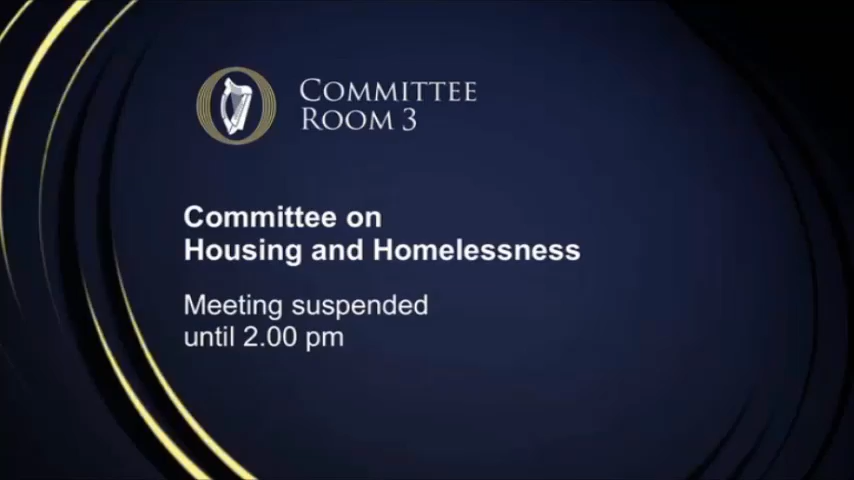 COMMITTEE
ROOM 3
Committee on
Housing and Homelessness
Meeting suspended
until 2.00 pm